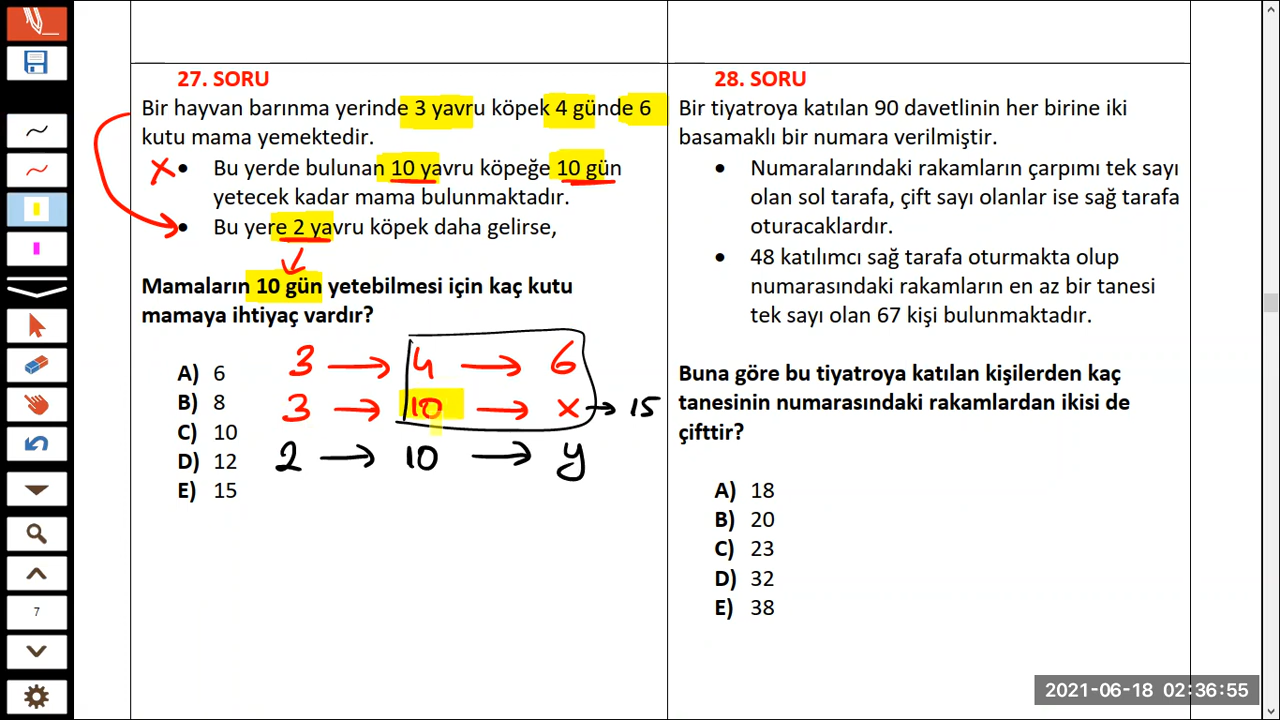 27. SORU
Bir hayvan barınma yerinde 3 yavru köpek 4 günde 6
kutu mama yemektedir.
X • Bu yerde bulunan 10 yavru köpeğe 10 gün
yetecek kadar mama bulunmaktadır.
• Bu yere 2 yavru köpek daha gelirse,
Mamaların 10 gün yetebilmesi için kaç kutu
mamaya ihtiyaç vardır?
A) 6
B) 8
C) 10
D) 12
E) 15
3 → 4 → 6
3 → 10 → x → 15
2 → 10 → y
28. SORU
Bir tiyatroya katılan 90 davetlinin her birine iki
basamaklı bir numara verilmiştir.
• Numaralarındaki rakamların çarpımı tek sayı
olan sol tarafa, çift sayı olanlar ise sağ tarafa
oturacaklardır.
• 48 katılımcı sağ tarafa oturmakta olup
numarasındaki rakamların en az bir tanesi
tek sayı olan 67 kişi bulunmaktadır.
Buna göre bu tiyatroya katılan kişilerden kaç
tanesinin numarasındaki rakamlardan ikisi de
çifttir?
A) 18
B) 20
C) 23
D) 32
E) 38
7
2021-06-18 02:36:55